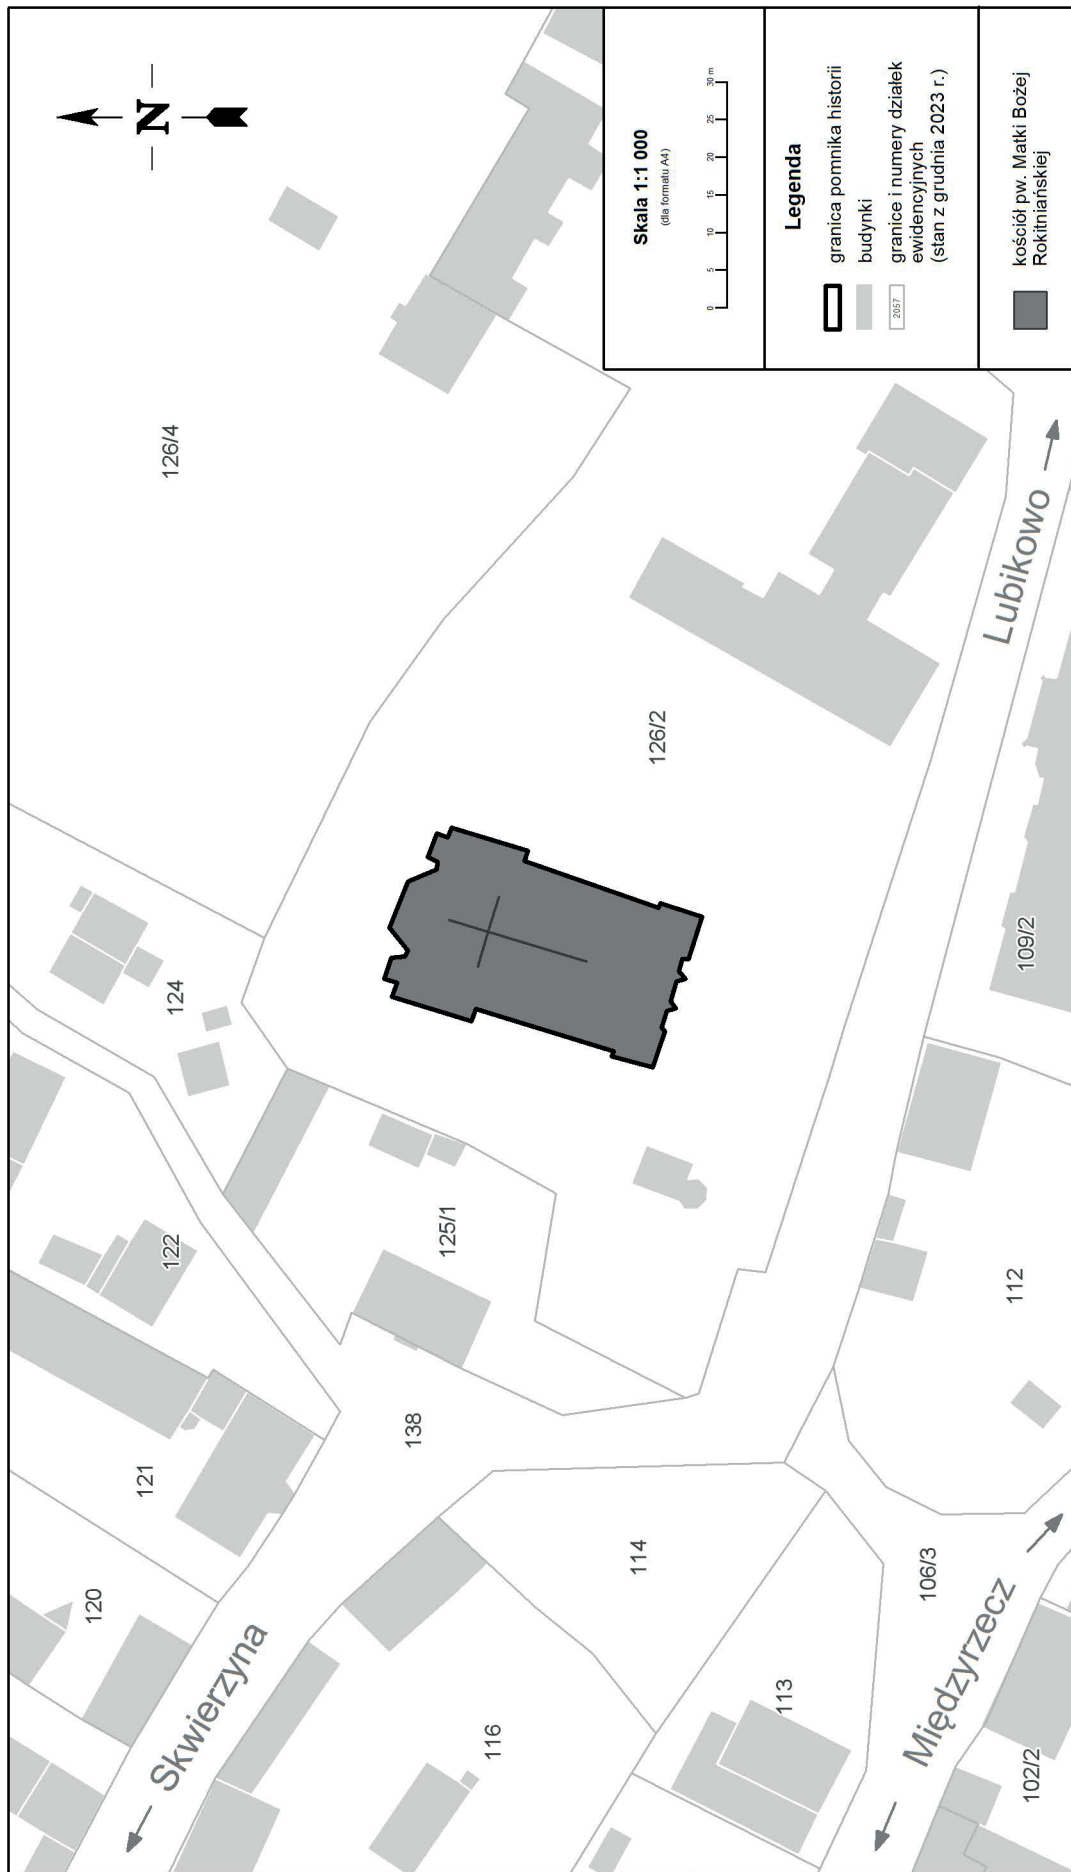 N
126/4
124
122
121
120
125/1
138
126/2
114
116
113
112
109/2
106/3
102/2
Skwierzyna
Międzyrzecz
Lubikowo
Skala 1:1 000
(dla formatu A4)
0 5 10 15 20 25 30 m
Legenda
granica pomnika historii
budynki
2057
granice i numery działek
ewidencyjnych
(stan z grudnia 2023 r.)
kościół pw. Matki Bożej
Rokitniańskiej